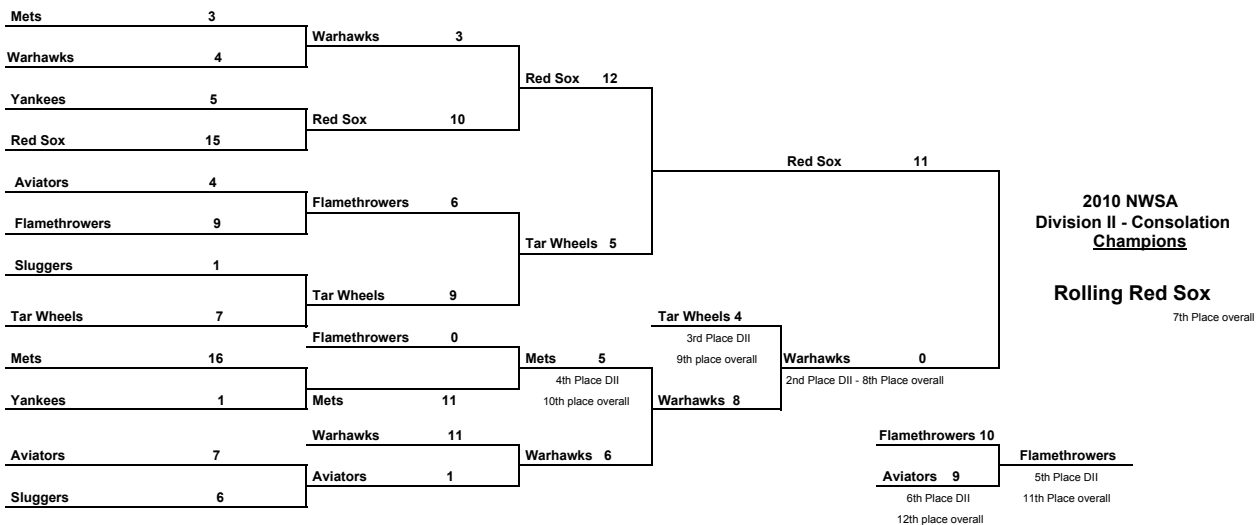 Mets 3
Warhawks 3
Warhawks 4
Red Sox 12
Yankees 5
Red Sox 10
Red Sox 15
Red Sox 11
Aviators 4
Flamethrowers 6
Flamethrowers 9
Tar Wheels 5
Sluggers 1
Tar Wheels 9
Tar Wheels 7
2010 NWSA
Division II - Consolation
Champions
Rolling Red Sox
7th Place overall
Tar Wheels 4
3rd Place DII
9th place overall
Flamethrowers 0
Mets 16
Mets 5
4th Place DII
10th place overall
Warhawks 0
2nd Place DII - 8th Place overall
Yankees 1
Mets 11
Warhawks 8
Warhawks 11
Aviators 7
Warhawks 6
Aviators 1
Sluggers 6
Flamethrowers 10
Flamethrowers
5th Place DII
11th Place overall
Aviators 9
6th Place DII
12th place overall